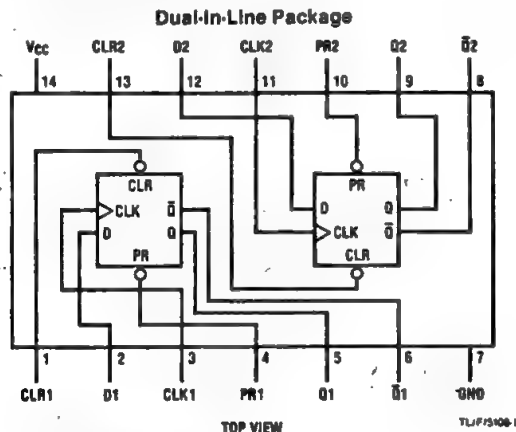 Dual-In-Line Package
Vcc CLR2 D2 CLK2 PR2 Q2 Q̅2
14 13 12 11 10 9 8
CLR PR
CLK Q̅ D Q
D Q CLK Q̅
PR CLR
1 2 3 4 5 6 7
CLR1 D1 CLK1 PR1 Q1 Q̅1 GND
TOP VIEW
TL/F/5106-1